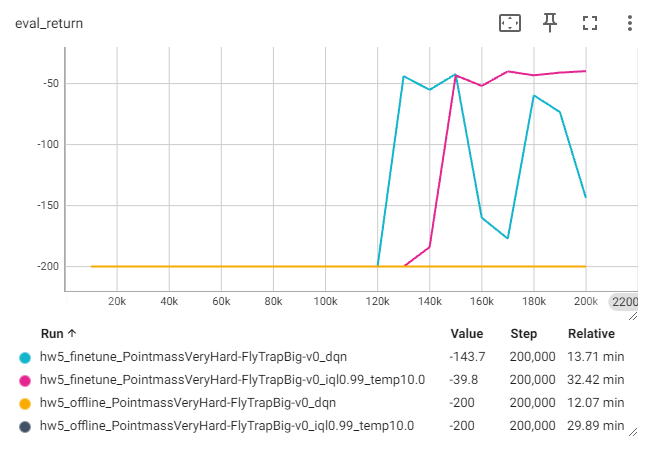 eval_return
-50
-100
-150
-200
20k 40k 60k 80k 100k 120k 140k 160k 180k 200k 2200
Run ↑ Value Step Relative
hw5_finetune_PointmassVeryHard-FlyTrapBig-v0_dqn -143.7 200,000 13.71 min
hw5_finetune_PointmassVeryHard-FlyTrapBig-v0_iql0.99_temp10.0 -39.8 200,000 32.42 min
hw5_offline_PointmassVeryHard-FlyTrapBig-v0_dqn -200 200,000 12.07 min
hw5_offline_PointmassVeryHard-FlyTrapBig-v0_iql0.99_temp10.0 -200 200,000 29.89 min